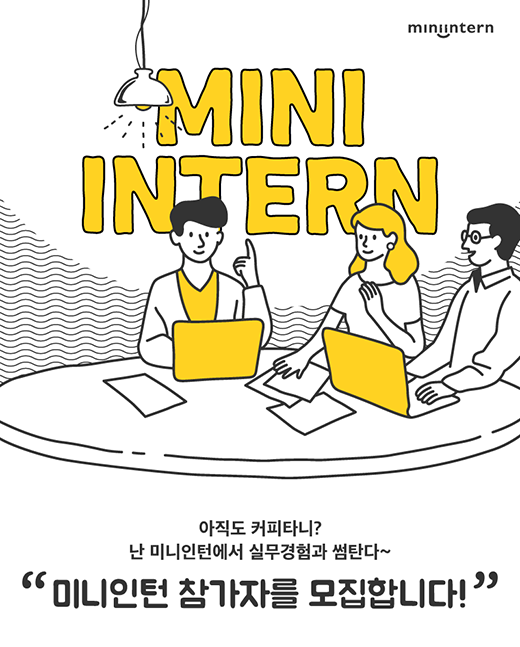 miniintern
MINI
INTERN
아직도 커피타니?
난 미니인턴에서 실무경험과 썸탄다~
“미니인턴 참가자를 모집합니다!”